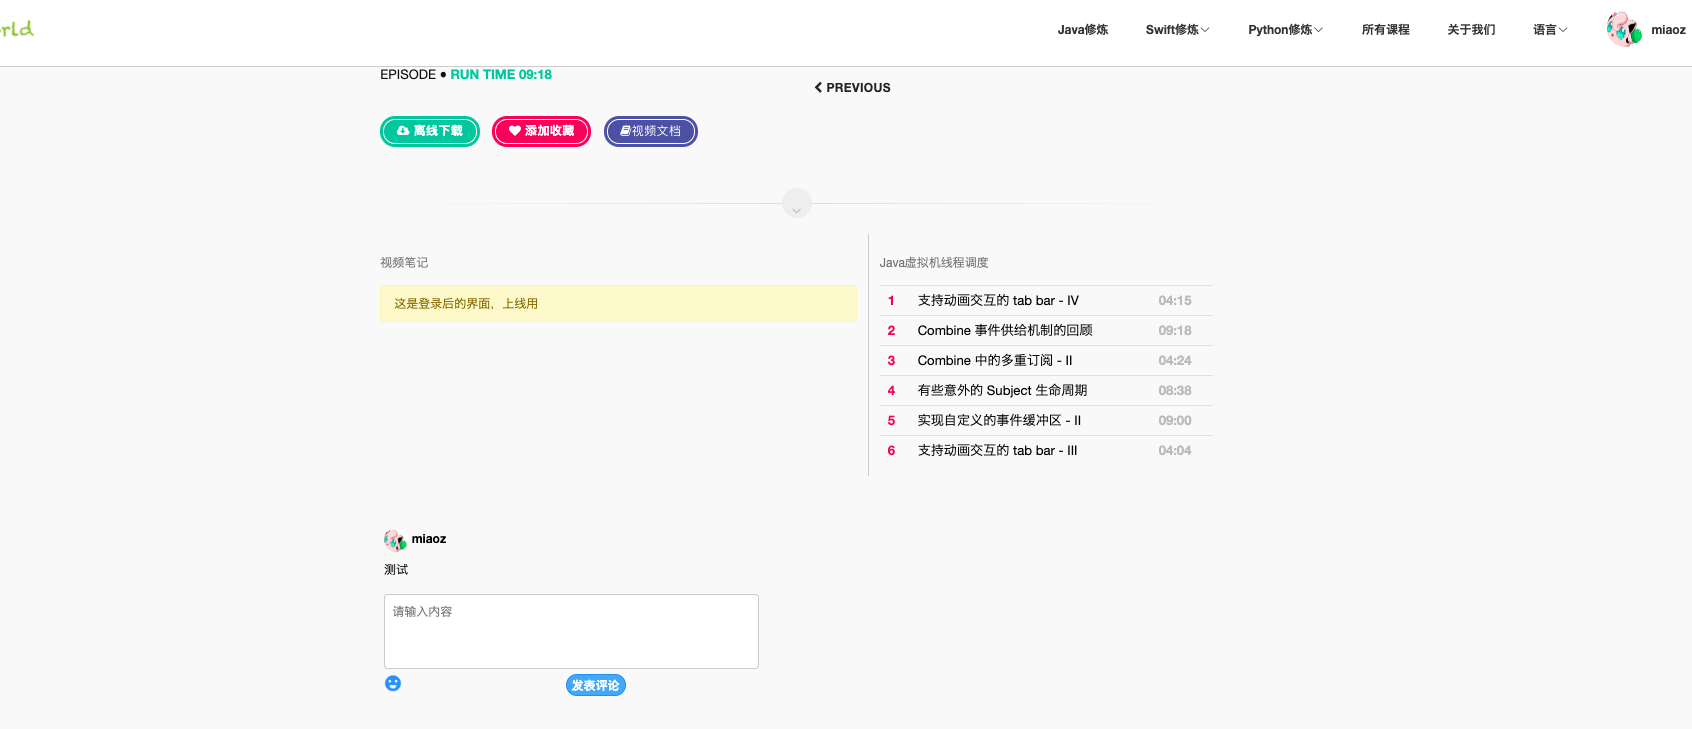 rld
Java修炼 Swift修炼 Python修炼 所有课程 关于我们 语言 miaoz
EPISODE • RUN TIME 09:18
PREVIOUS
离线下载 添加收藏 视频文档
视频笔记
这是登录后的界面，上线用
Java虚拟机线程调度
1 支持动画交互的 tab bar - IV 04:15
2 Combine 事件供给机制的回顾 09:18
3 Combine 中的多重订阅 - II 04:24
4 有些意外的 Subject 生命周期 08:38
5 实现自定义的事件缓冲区 - II 09:00
6 支持动画交互的 tab bar - III 04:04
miaoz
测试
请输入内容
发表评论